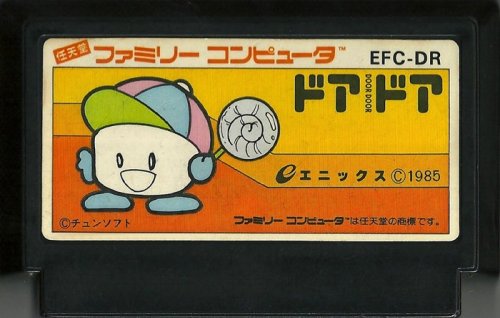 任天堂 ファミリー コンピュータ™
EFC-DR
ドアドア
DOOR DOOR
eエニックス©1985
©チュンソフト
ファミリー コンピュータ™は任天堂の商標です。